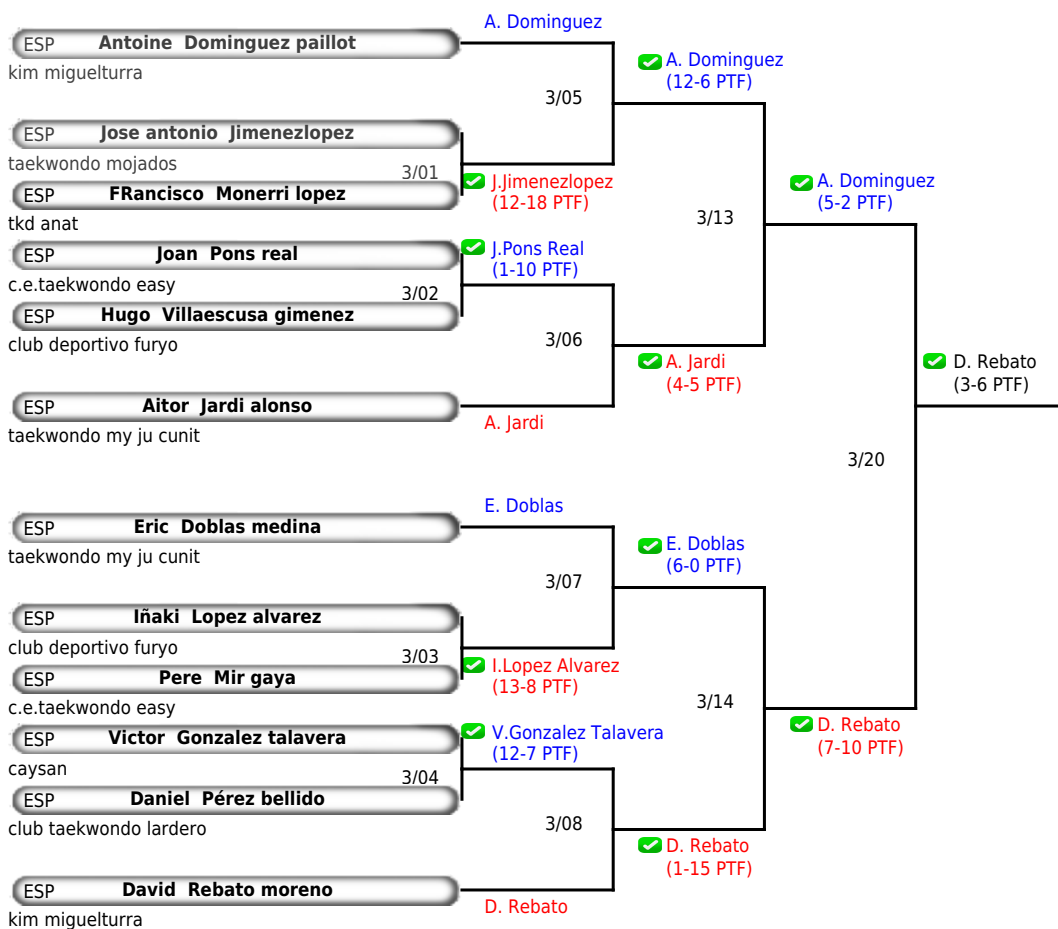 A. Dominguez
ESP Antoine Dominguez paillot
kim miguelturra
A. Dominguez
(12-6 PTF)
3/05
ESP Jose antonio Jimenezlopez
taekwondo mojados
3/01
J.Jimenezlopez
(12-18 PTF)
ESP FRancisco Monerri lopez
tkd anat
A. Dominguez
(5-2 PTF)
3/13
ESP Joan Pons real
c.e.taekwondo easy
J.Pons Real
(1-10 PTF)
3/02
ESP Hugo Villaescusa gimenez
club deportivo furyo
3/06
A. Jardi
(4-5 PTF)
D. Rebato
(3-6 PTF)
ESP Aitor Jardi alonso
taekwondo my ju cunit
A. Jardi
3/20
E. Doblas
ESP Eric Doblas medina
taekwondo my ju cunit
E. Doblas
(6-0 PTF)
3/07
ESP Iñaki Lopez alvarez
club deportivo furyo
3/03
I.Lopez Alvarez
(13-8 PTF)
ESP Pere Mir gaya
c.e.taekwondo easy
3/14
D. Rebato
(7-10 PTF)
ESP Victor Gonzalez talavera
caysan
V.Gonzalez Talavera
(12-7 PTF)
3/04
ESP Daniel Pérez bellido
club taekwondo lardero
3/08
D. Rebato
(1-15 PTF)
ESP David Rebato moreno
kim miguelturra
D. Rebato